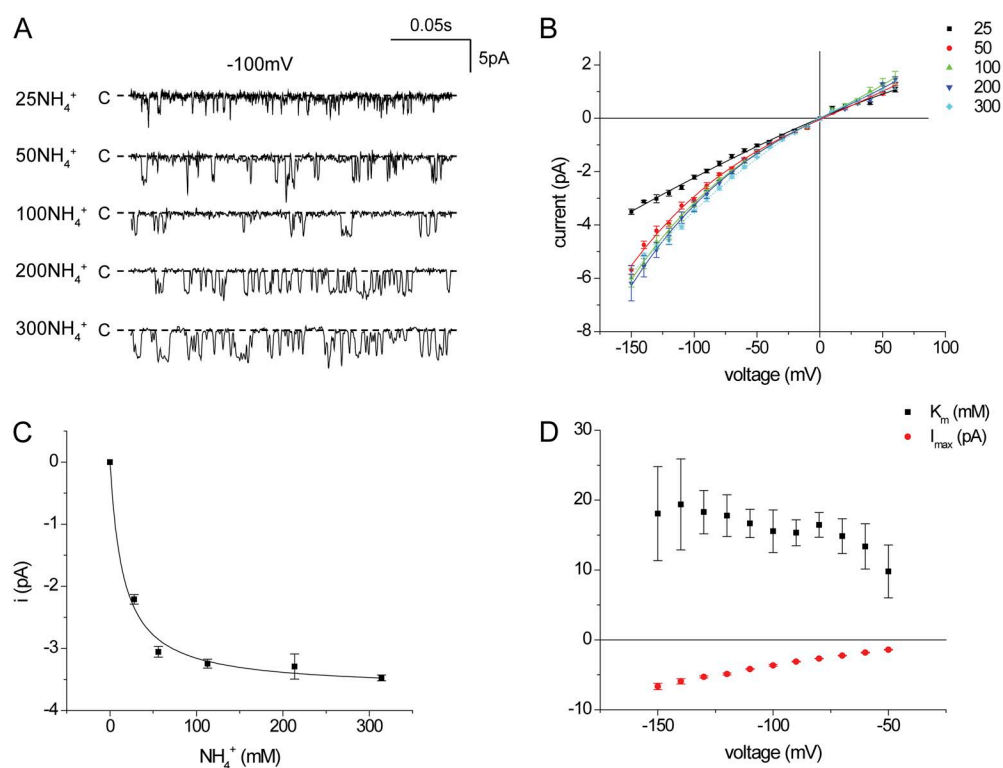 A
0.05s
5pA
-100mV
25NH₄⁺ C
50NH₄⁺ C
100NH₄⁺ C
200NH₄⁺ C
300NH₄⁺ C
B
25
50
100
200
300
2
0
-2
-4
-6
-8
current (pA)
-150 -100 -50 0 50 100
voltage (mV)
C
0
-1
-2
-3
-4
i (pA)
0 100 200 300
NH₄⁺ (mM)
D
Kₘ (mM)
Iₘₐₓ (pA)
30
20
10
0
-10
-150 -100 -50
voltage (mV)